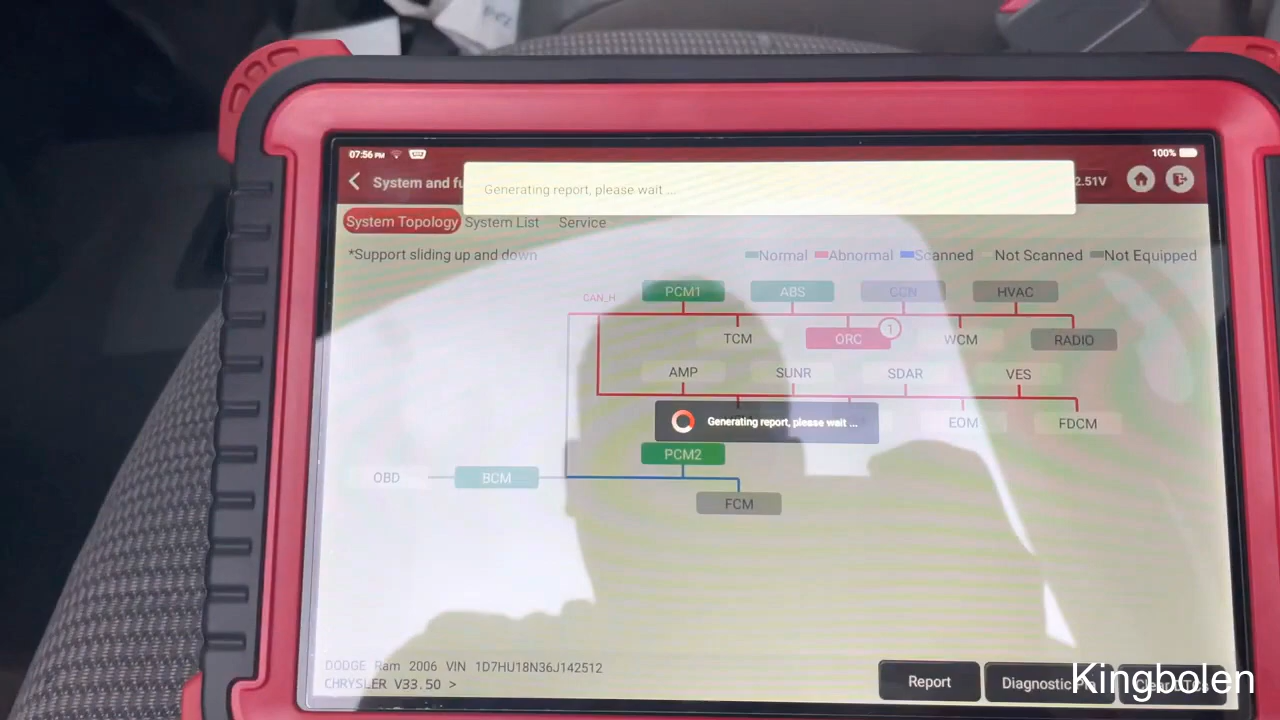 07:56 PM
100%
System and fu
Generating report, please wait ...
2.51V
System Topology System List Service
*Support sliding up and down
Normal Abnormal Scanned Not Scanned Not Equipped
CAN_H
PCM1 ABS CCN HVAC
TCM ORC 1 WCM RADIO
AMP SUNR SDAR VES
Generating report, please wait ...
EOM FDCM
PCM2
OBD BCM
FCM
DODGE Ram 2006 VIN 1D7HU18N36J142512
CHRYSLER V33.50 >
Report Diagnostic
Kingbolen